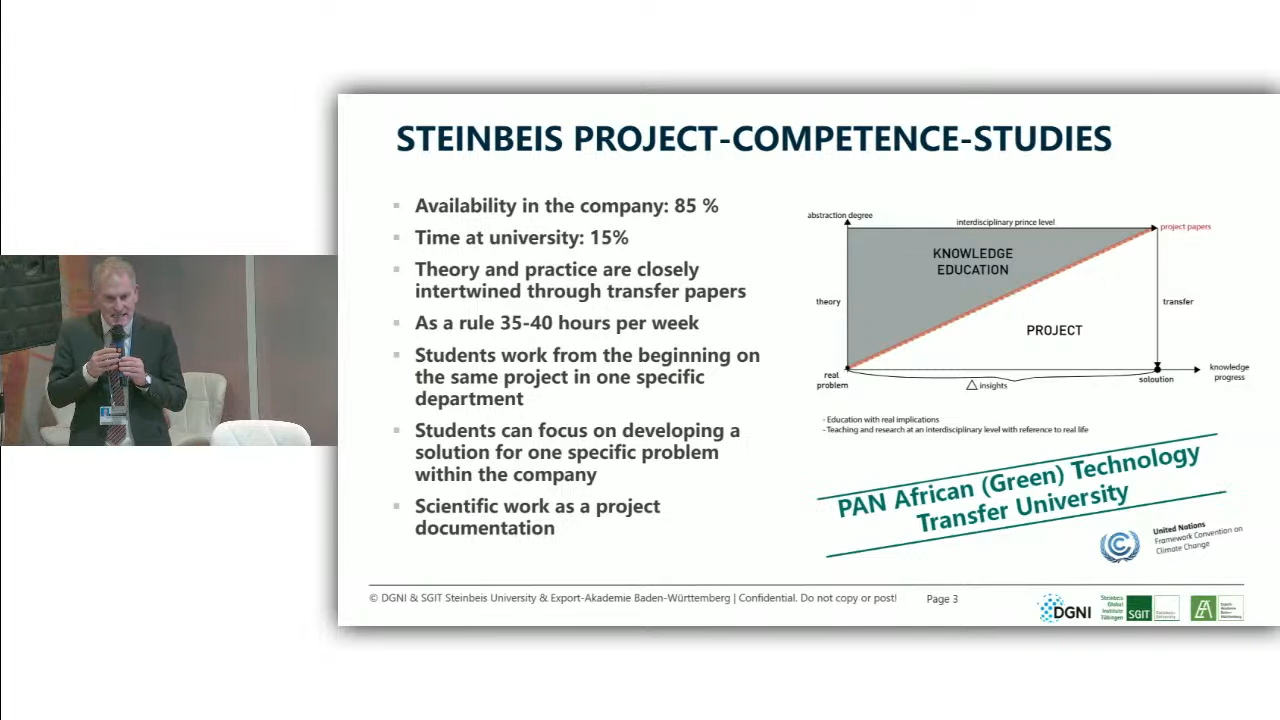 STEINBEIS PROJECT-COMPETENCE-STUDIES
Availability in the company: 85 %
Time at university: 15%
Theory and practice are closely
intertwined through transfer papers
As a rule 35-40 hours per week
Students work from the beginning on
the same project in one specific
department
Students can focus on developing a
solution for one specific problem
within the company
Scientific work as a project
documentation
abstraction degree
interdisciplinary prince level
project papers
KNOWLEDGE
EDUCATION
theory
transfer
PROJECT
real
problem
insights
soloution
knowledge
progress
- Education with real implications
- Teaching and research at an interdisciplinary level with reference to real life
PAN African (Green) Technology
Transfer University
United Nations
Framework Convention on
Climate Change
© DGNI & SGIT Steinbeis University & Export-Akademie Baden-Württemberg | Confidential. Do not copy or post!
Page 3
DGNI
Steinbeis
Global
Institute
Tübingen
SGIT